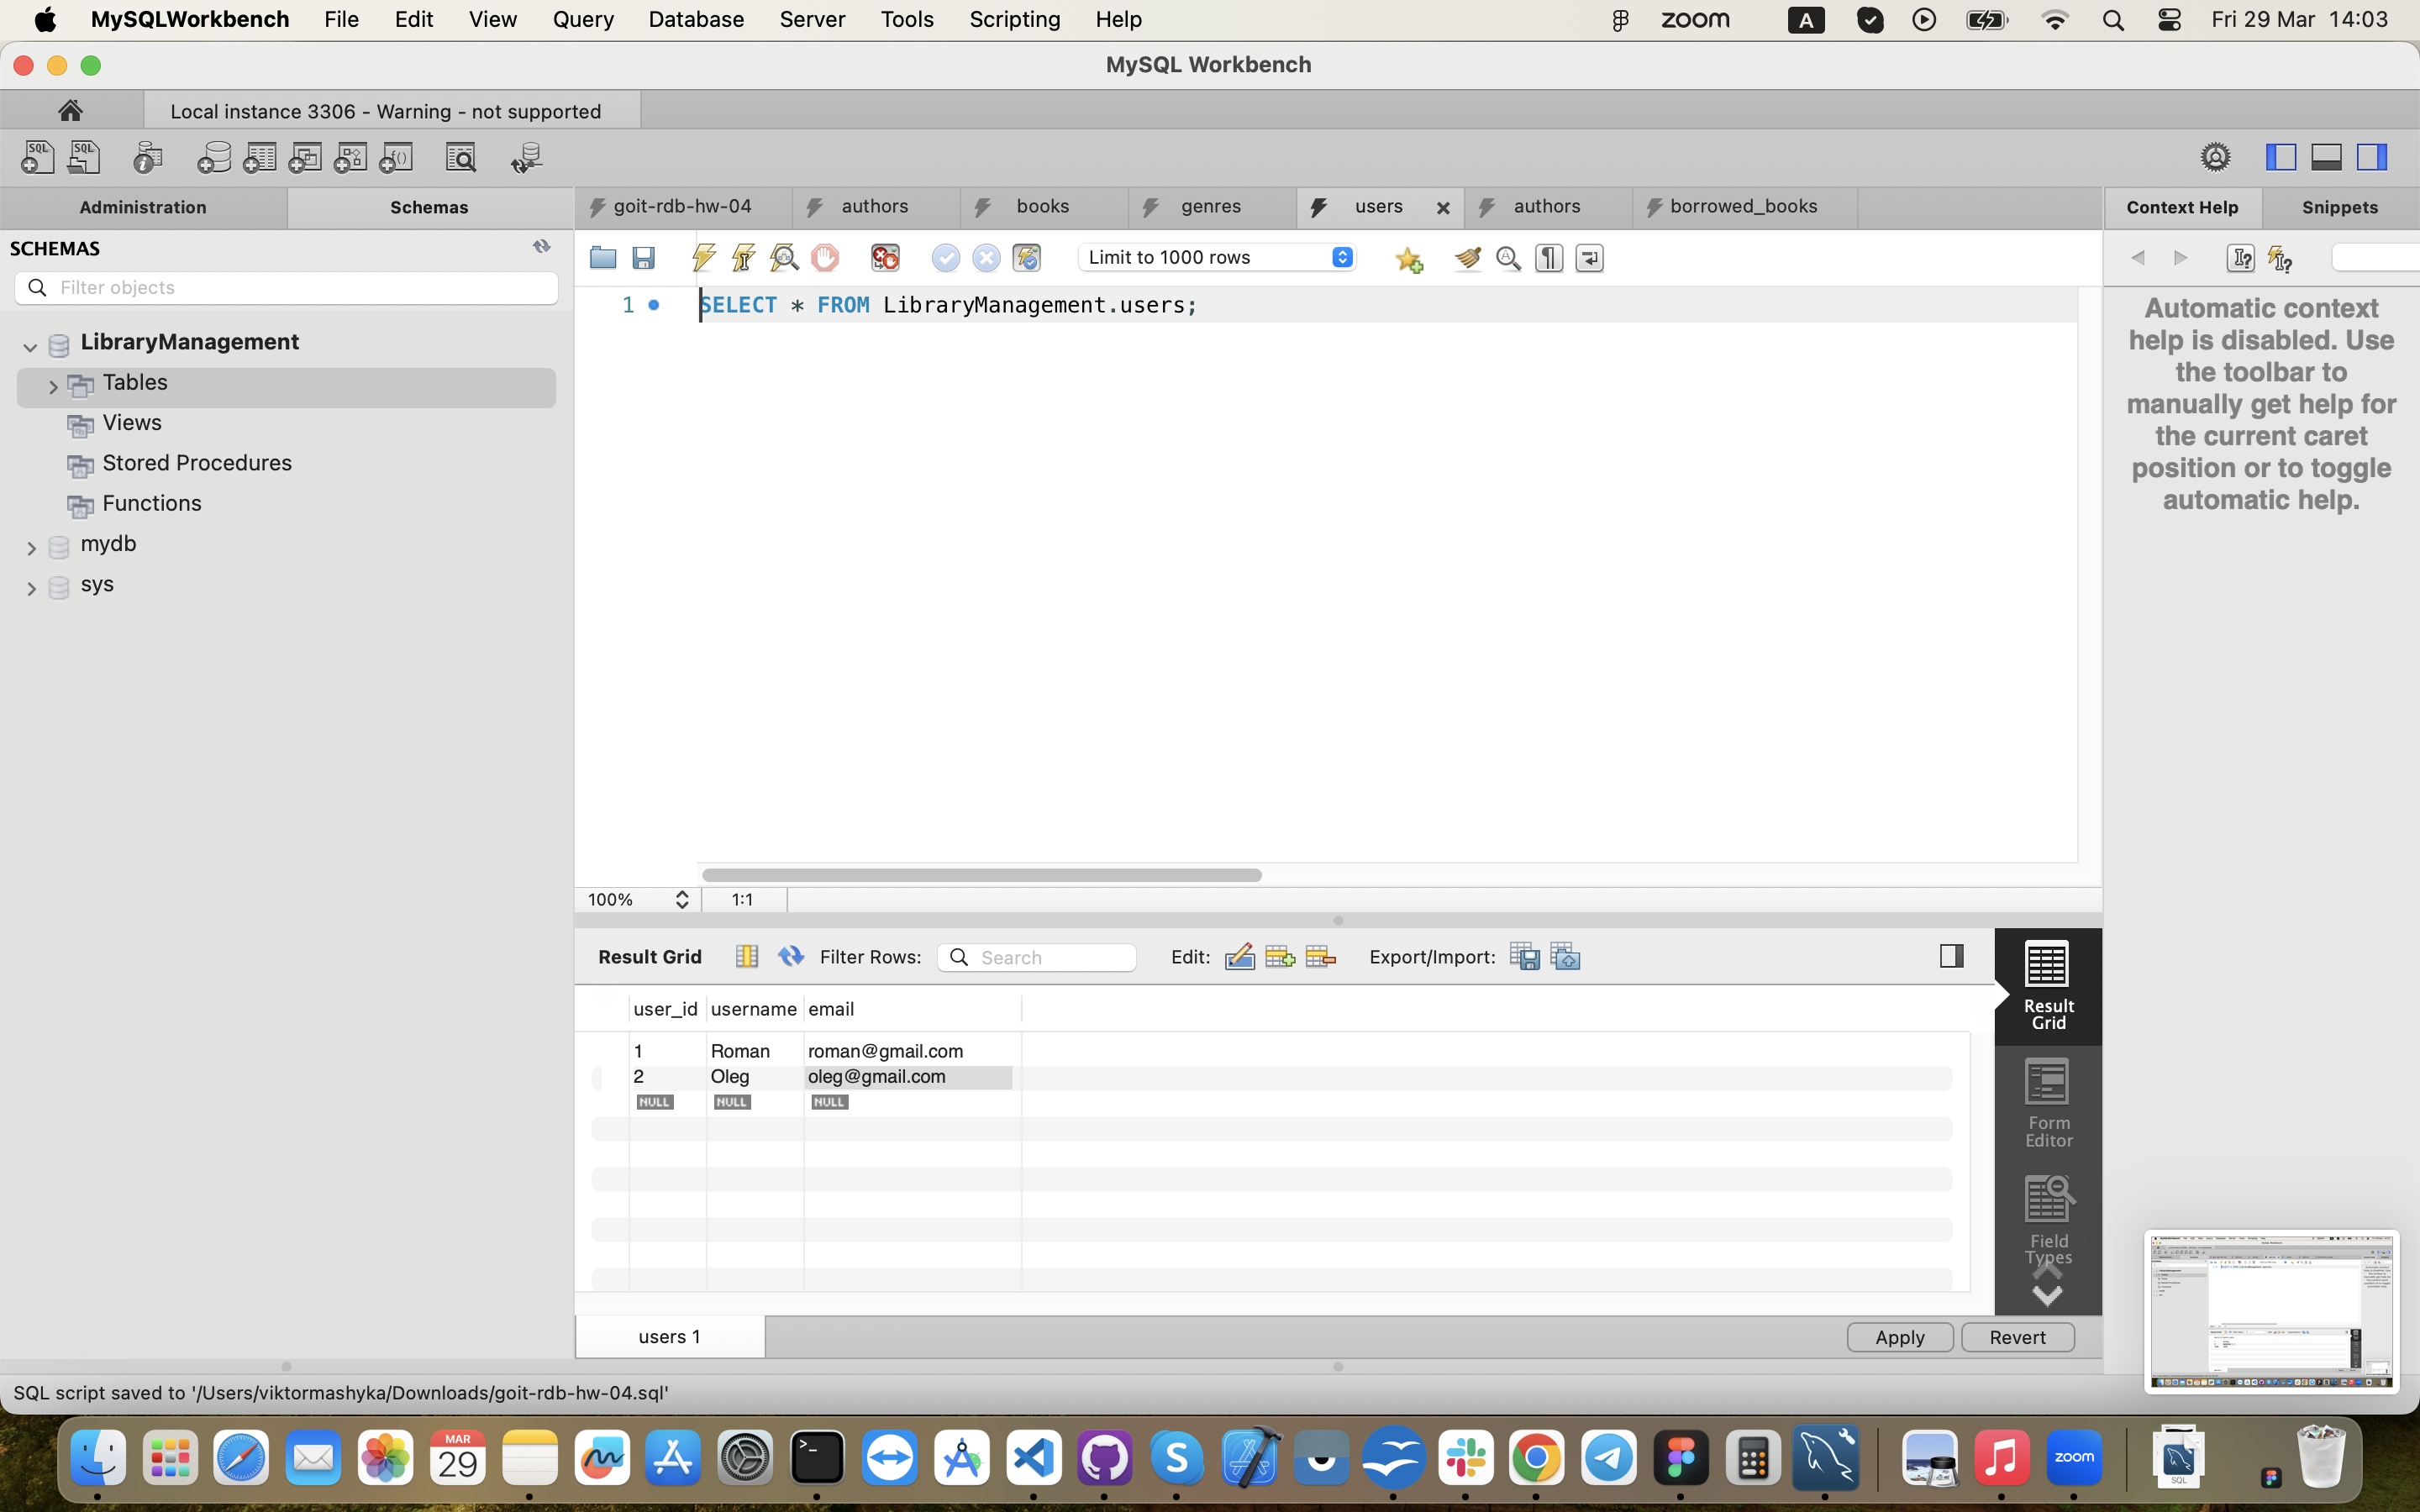 MySQLWorkbench File Edit View Query Database Server Tools Scripting Help zoom A Fri 29 Mar 14:03
MySQL Workbench
Local instance 3306 - Warning - not supported
Administration Schemas goit-rdb-hw-04 authors books genres users authors borrowed_books Context Help Snippets
SCHEMAS
Filter objects
Limit to 1000 rows
1 SELECT * FROM LibraryManagement.users;
LibraryManagement
Tables
Views
Stored Procedures
Functions
mydb
sys
Automatic context
help is disabled. Use
the toolbar to
manually get help for
the current caret
position or to toggle
automatic help.
100% 1:1
Result Grid Filter Rows: Search Edit: Export/Import:
user_id username email
1 Roman roman@gmail.com
2 Oleg oleg@gmail.com
NULL NULL NULL
Result
Grid
Form
Editor
Field
Types
users 1 Apply Revert
SQL script saved to '/Users/viktormashyka/Downloads/goit-rdb-hw-04.sql'
MAR
29
zoom
SQL